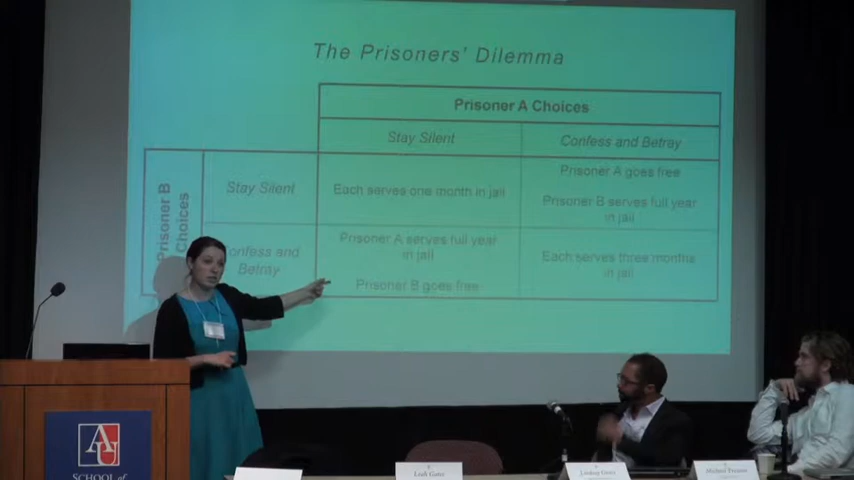 The Prisoners' Dilemma
Prisoner A Choices
Stay Silent
Confess and Betray
Prisoner B
Choices
Stay Silent
Each serves one month in jail
Prisoner A goes free
Prisoner B serves full year
in jail
onfess and
Betray
Prisoner A serves full year
in jail
Prisoner B goes free
Each serves three months
in jail
AU
SCHOOL of